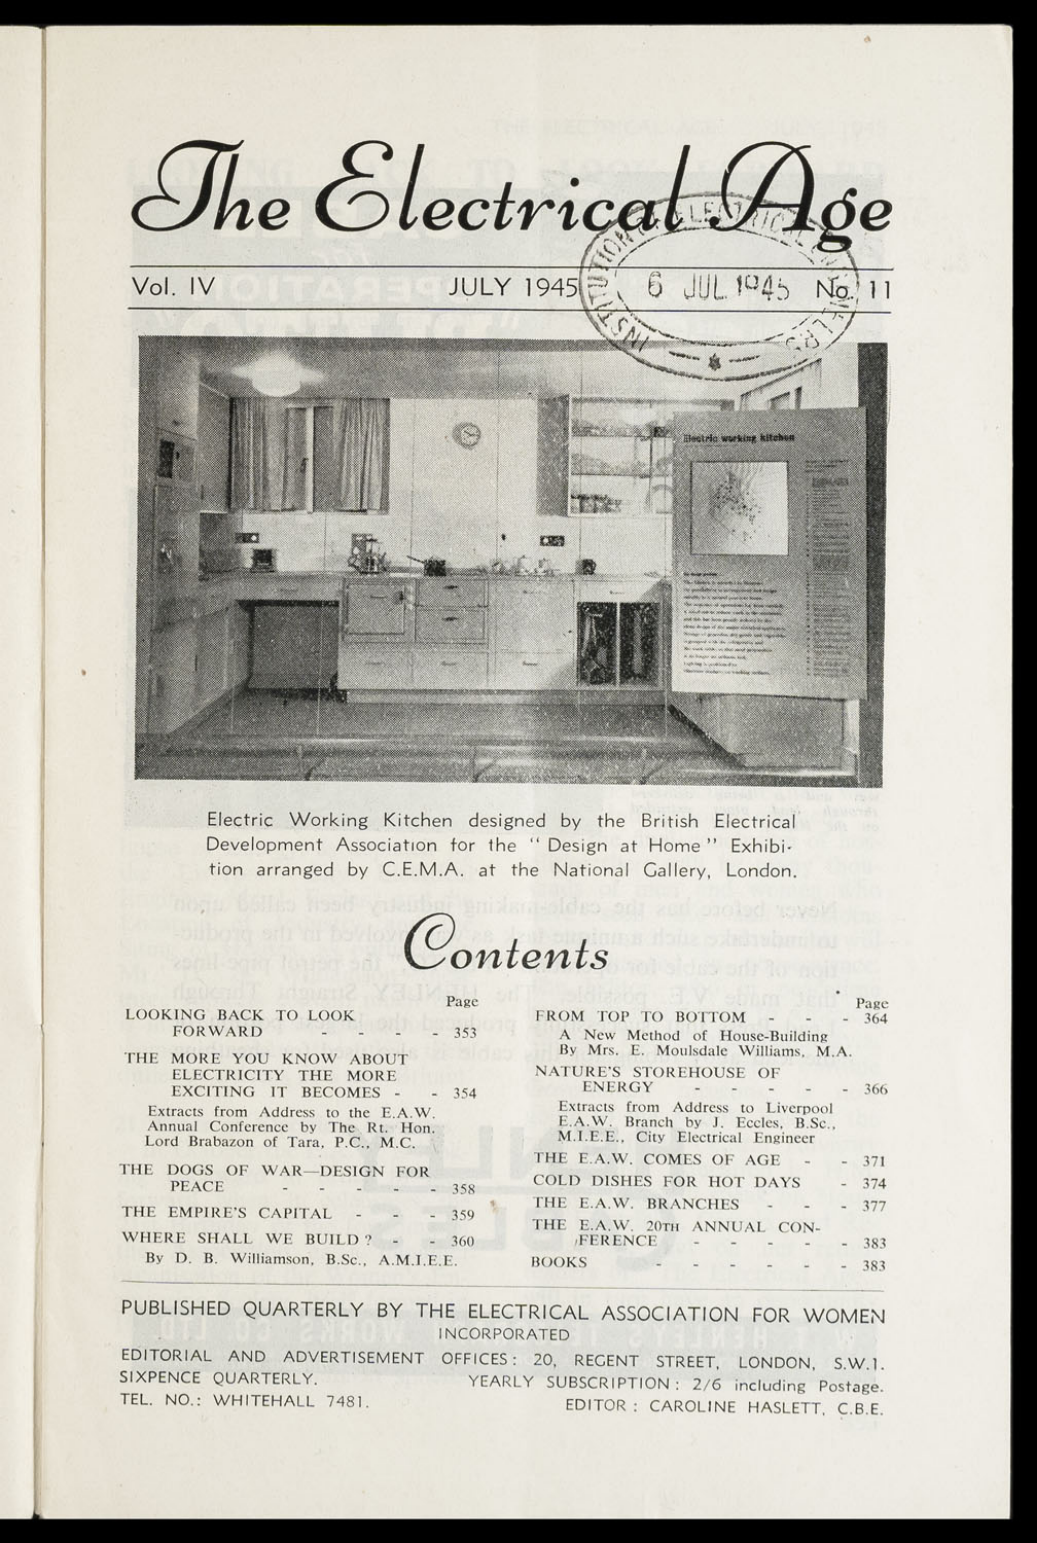 The Electrical Age
Vol. IV JULY 1945 No. 11
INSTITUTION OF ELECTRICAL ENGINEERS
6 JUL 1945
Electric working kitchen
Electric Working Kitchen designed by the British Electrical
Development Association for the “ Design at Home ” Exhibi-
tion arranged by C.E.M.A. at the National Gallery, London.
Contents
Page
LOOKING BACK TO LOOK
FORWARD - - - - 353
THE MORE YOU KNOW ABOUT
ELECTRICITY THE MORE
EXCITING IT BECOMES - - 354
Extracts from Address to the E.A.W.
Annual Conference by The Rt. Hon.
Lord Brabazon of Tara, P.C., M.C.
THE DOGS OF WAR—DESIGN FOR
PEACE - - - - - 358
THE EMPIRE'S CAPITAL - - - 359
WHERE SHALL WE BUILD ? - - 360
By D. B. Williamson, B.Sc., A.M.I.E.E.
Page
FROM TOP TO BOTTOM - - - 364
A New Method of House-Building
By Mrs. E. Moulsdale Williams, M.A.
NATURE'S STOREHOUSE OF
ENERGY - - - - - 366
Extracts from Address to Liverpool
E.A.W. Branch by J. Eccles, B.Sc.,
M.I.E.E., City Electrical Engineer
THE E.A.W. COMES OF AGE - - 371
COLD DISHES FOR HOT DAYS - 374
THE E.A.W. BRANCHES - - - 377
THE E.A.W. 20TH ANNUAL CON-
FERENCE - - - - - 383
BOOKS - - - - - 383
PUBLISHED QUARTERLY BY THE ELECTRICAL ASSOCIATION FOR WOMEN
INCORPORATED
EDITORIAL AND ADVERTISEMENT OFFICES : 20, REGENT STREET, LONDON, S.W.1.
SIXPENCE QUARTERLY. YEARLY SUBSCRIPTION : 2/6 including Postage.
TEL. NO.: WHITEHALL 7481. EDITOR : CAROLINE HASLETT, C.B.E.